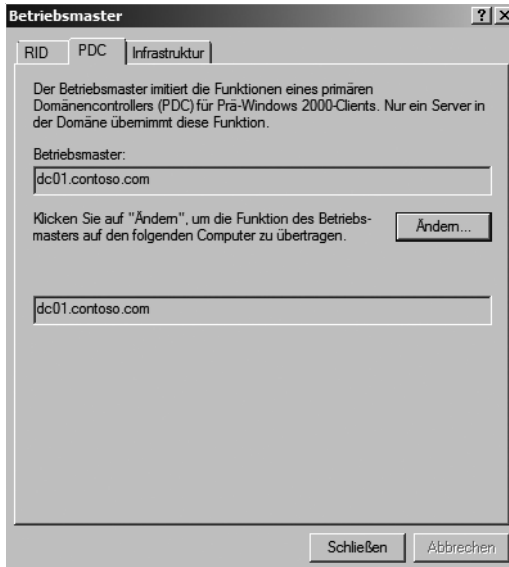 Betriebsmaster
RID PDC Infrastruktur
Der Betriebsmaster imitiert die Funktionen eines primären
Domänencontrollers (PDC) für Prä-Windows 2000-Clients. Nur ein Server in
der Domäne übernimmt diese Funktion.
Betriebsmaster:
dc01.contoso.com
Klicken Sie auf "Ändern", um die Funktion des Betriebs-
masters auf den folgenden Computer zu übertragen.
Ändern...
dc01.contoso.com
Schließen Abbrechen